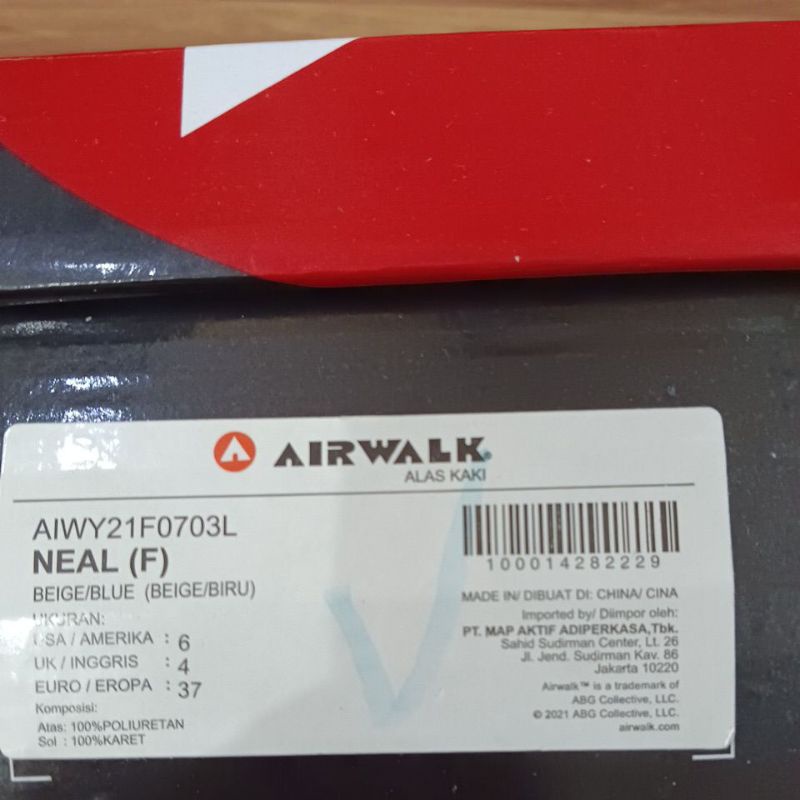 AIRWALK®
ALAS KAKI
AIWY21F0703L
NEAL (F)
BEIGE/BLUE (BEIGE/BIRU)
UKURAN:
USA / AMERIKA : 6
UK / INGGRIS : 4
EURO / EROPA : 37
Komposisi:
Atas: 100%POLIURETAN
Sol : 100%KARET
100014282229
MADE IN/ DIBUAT DI: CHINA/ CINA
Imported by/ Diimpor oleh:
PT. MAP AKTIF ADIPERKASA,Tbk.
Sahid Sudirman Center, Lt. 26
Jl. Jend. Sudirman Kav. 86
Jakarta 10220
Airwalk™ is a trademark of
ABG Collective, LLC.
© 2021 ABG Collective, LLC.
airwalk.com